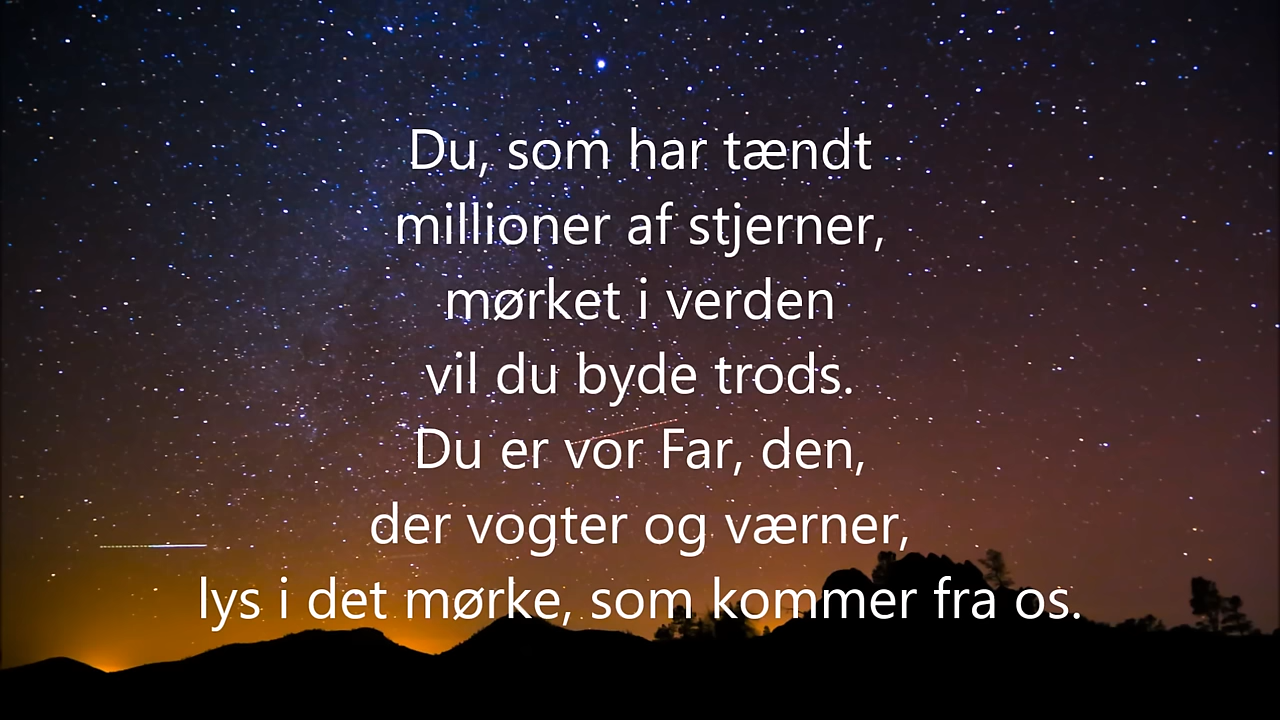 Du, som har tændt
millioner af stjerner,
mørket i verden
vil du byde trods.
Du er vor Far, den,
der vogter og værner,
lys i det mørke, som kommer fra os.